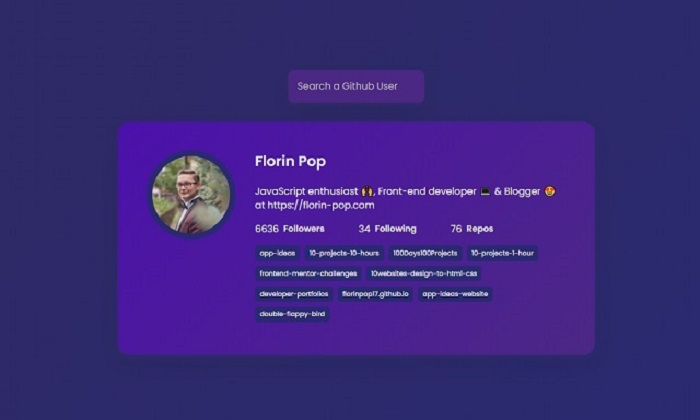 Search a Github User
Florin Pop
JavaScript enthusiast 🙌, Front-end developer 💻 & Blogger 🤩
at https://florin-pop.com
6636 Followers 34 Following 76 Repos
app-ideas 10-projects-10-hours 100Days100Projects 10-projects-1-hour
frontend-mentor-challenges 10websites-design-to-html-css
developer-portfolios florinpop17.github.io app-ideas-website
double-floppy-bird